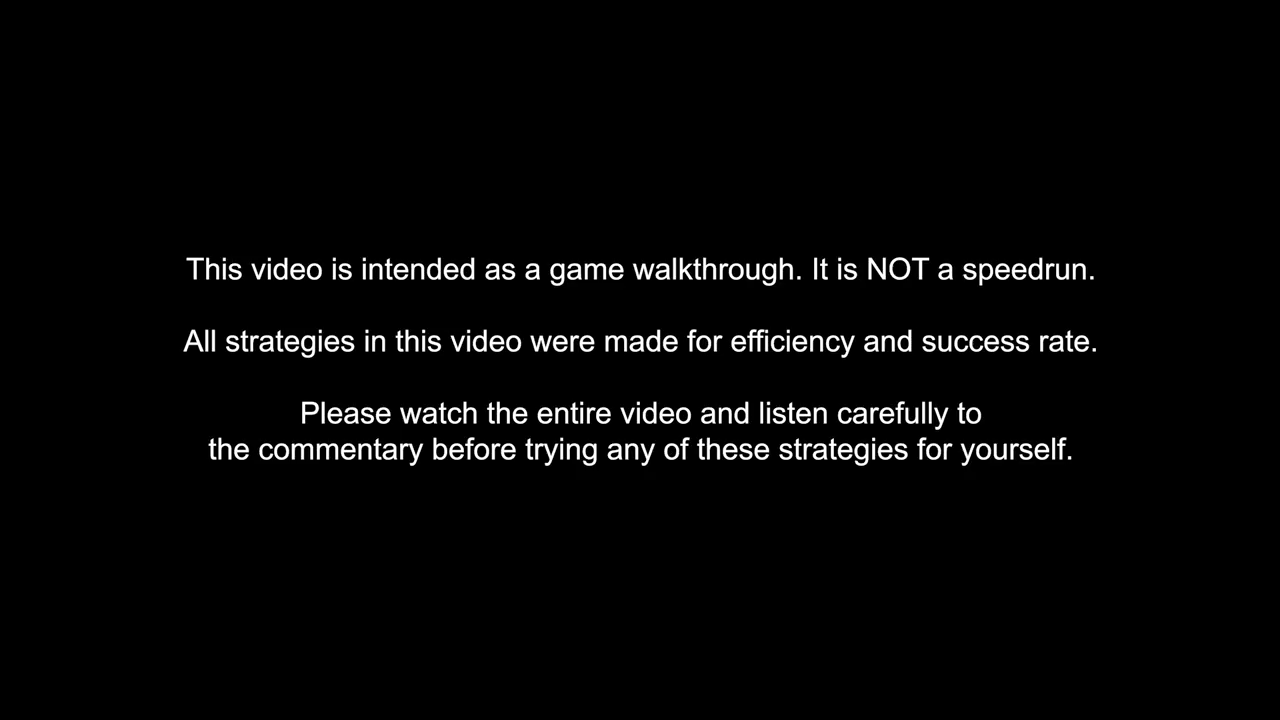 This video is intended as a game walkthrough. It is NOT a speedrun.
All strategies in this video were made for efficiency and success rate.
Please watch the entire video and listen carefully to
the commentary before trying any of these strategies for yourself.